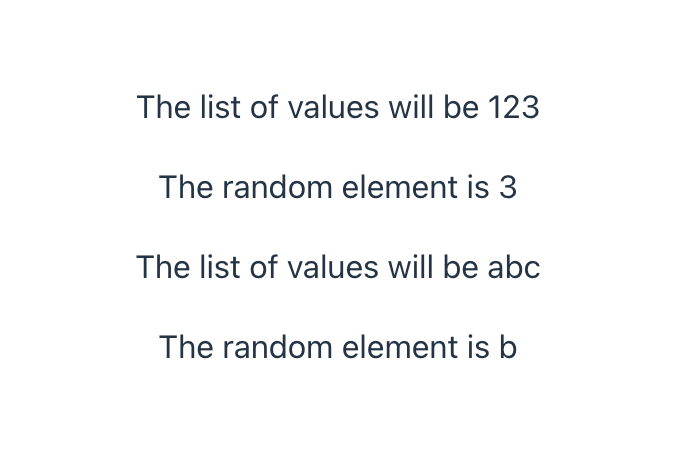 The list of values will be 123
The random element is 3
The list of values will be abc
The random element is b